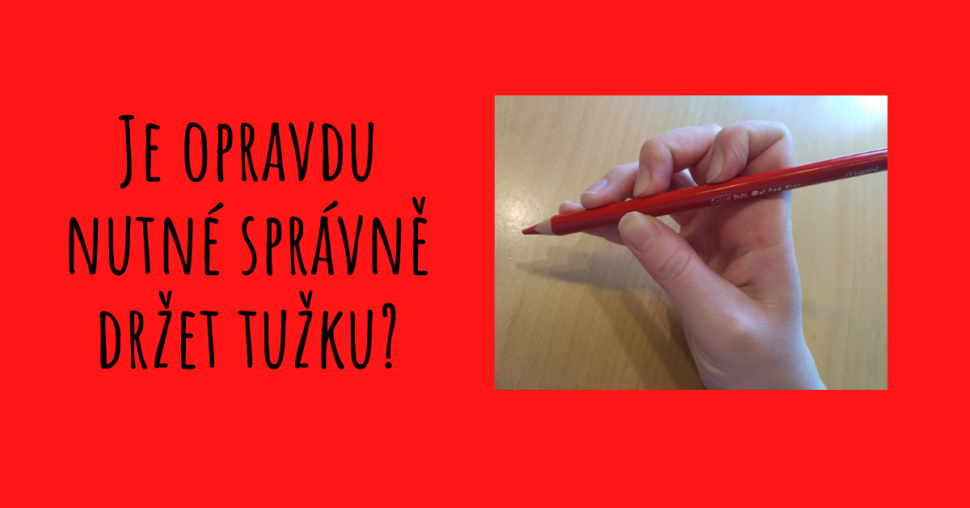 Je opravdu
nutné správně
držet tužku?